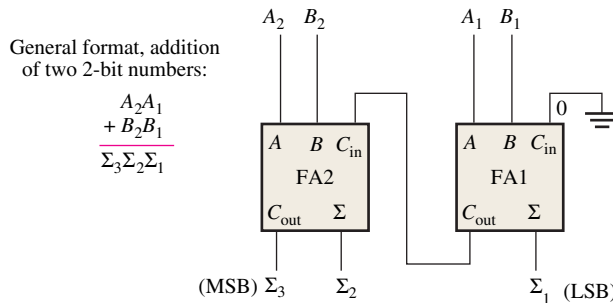 General format, addition
of two 2-bit numbers:
A₂A₁
+ B₂B₁
Σ₃Σ₂Σ₁
A₂ B₂
A₁ B₁
0
A B Cin
FA2
Cout Σ
A B Cin
FA1
Cout Σ
(MSB) Σ₃ Σ₂
Σ₁ (LSB)